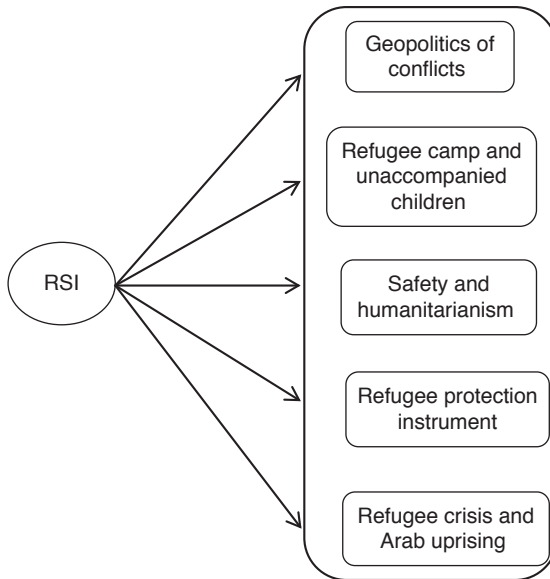 Geopolitics of
conflicts
Refugee camp and
unaccompanied
children
RSI
Safety and
humanitarianism
Refugee protection
instrument
Refugee crisis and
Arab uprising